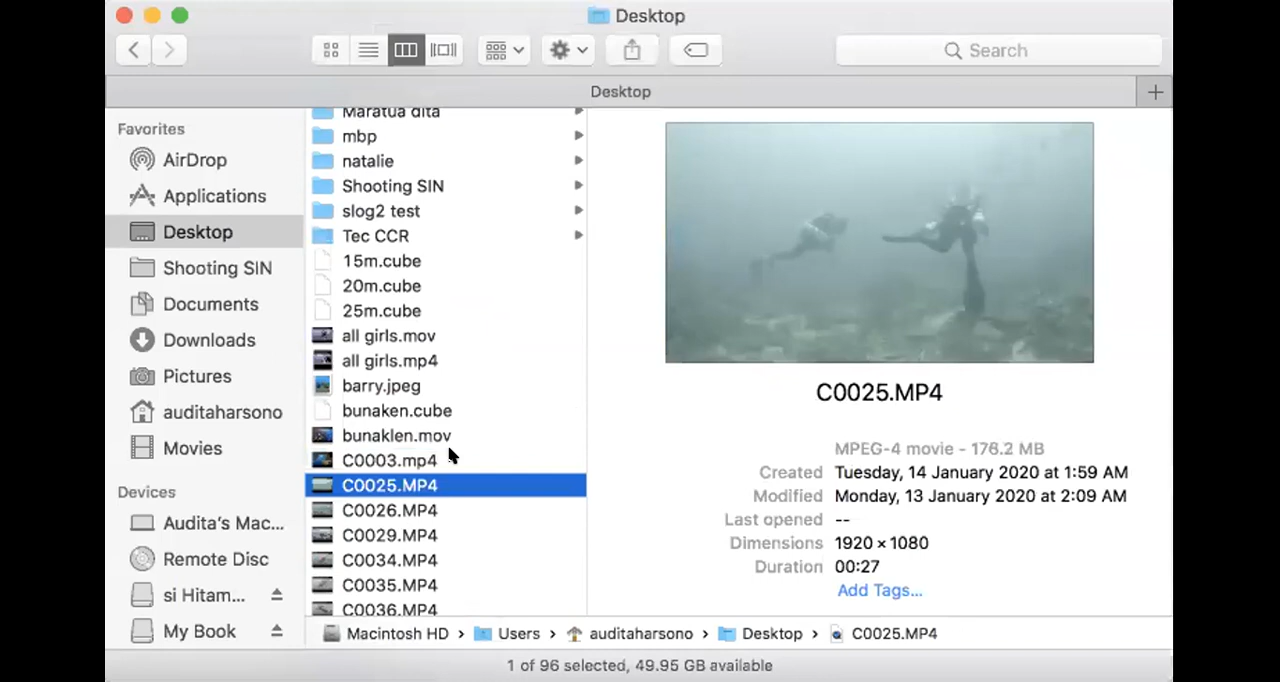 Desktop
Search
Desktop
Favorites
AirDrop
Applications
Desktop
Shooting SIN
Documents
Downloads
Pictures
auditaharsono
Movies
Devices
Audita's Mac...
Remote Disc
si Hitam...
My Book
Maratua dita
mbp
natalie
Shooting SIN
slog2 test
Tec CCR
15m.cube
20m.cube
25m.cube
all girls.mov
all girls.mp4
barry.jpeg
bunaken.cube
bunaklen.mov
C0003.mp4
C0025.MP4
C0026.MP4
C0029.MP4
C0034.MP4
C0035.MP4
C0036.MP4
C0025.MP4
MPEG-4 movie - 176.2 MB
Created Tuesday, 14 January 2020 at 1:59 AM
Modified Monday, 13 January 2020 at 2:09 AM
Last opened --
Dimensions 1920 × 1080
Duration 00:27
Add Tags...
Macintosh HD › Users › auditaharsono › Desktop › C0025.MP4
1 of 96 selected, 49.95 GB available